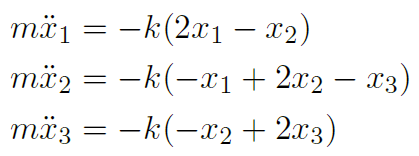 mẍ₁ = −k(2x₁ − x₂)
mẍ₂ = −k(−x₁ + 2x₂ − x₃)
mẍ₃ = −k(−x₂ + 2x₃)